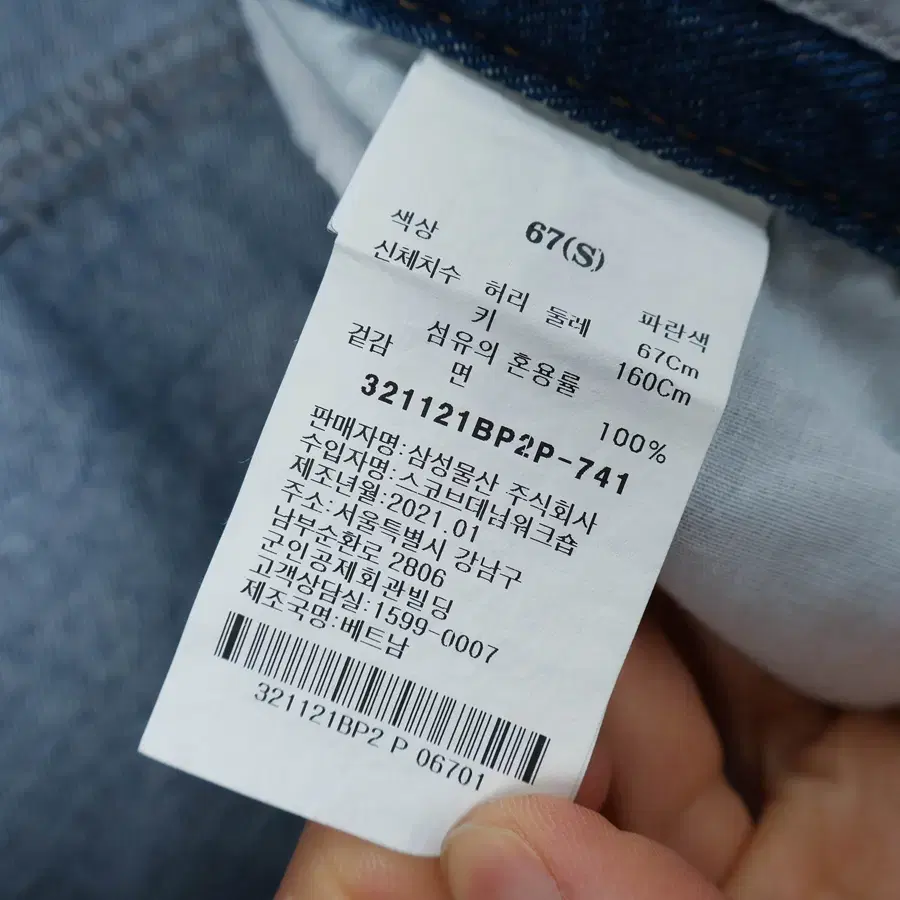 67(S)
색상 파란색
신체치수 허리 둘레 67Cm
키 160Cm
섬유의 혼용률
겉감 면 100%
321121BP2P-741
판매자명:삼성물산 주식회사
수입자명:스코브데님워크숍
제조년월:2021 01
주소:서울특별시 강남구
남부순환로 2806
군인공제회관빌딩
고객상담실:1599-0007
제조국명:베트남
321121BP2 P 06701